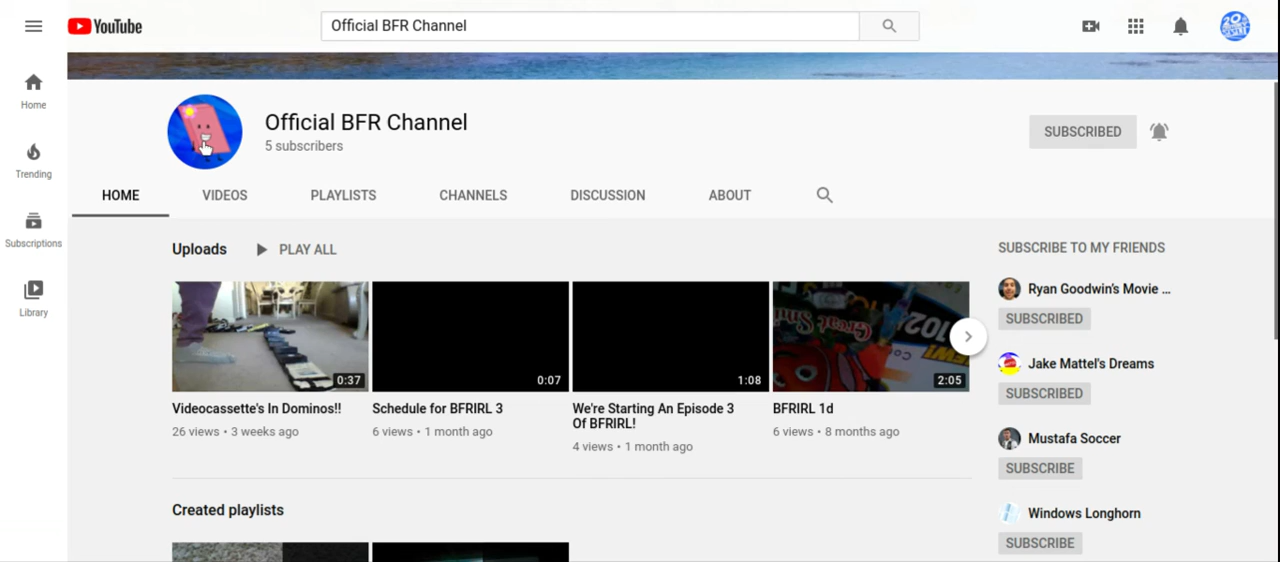 YouTube
Official BFR Channel
Home
Trending
Subscriptions
Library
Official BFR Channel
5 subscribers
SUBSCRIBED
HOME
VIDEOS
PLAYLISTS
CHANNELS
DISCUSSION
ABOUT
Uploads
PLAY ALL
0:37
0:07
1:08
Great
102
2:05
Videocassette's In Dominos!!
26 views • 3 weeks ago
Schedule for BFRIRL 3
6 views • 1 month ago
We're Starting An Episode 3
Of BFRIRL!
4 views • 1 month ago
BFRIRL 1d
6 views • 8 months ago
Created playlists
SUBSCRIBE TO MY FRIENDS
Ryan Goodwin's Movie ...
SUBSCRIBED
Jake Mattel's Dreams
SUBSCRIBED
Mustafa Soccer
SUBSCRIBE
Windows Longhorn
SUBSCRIBE